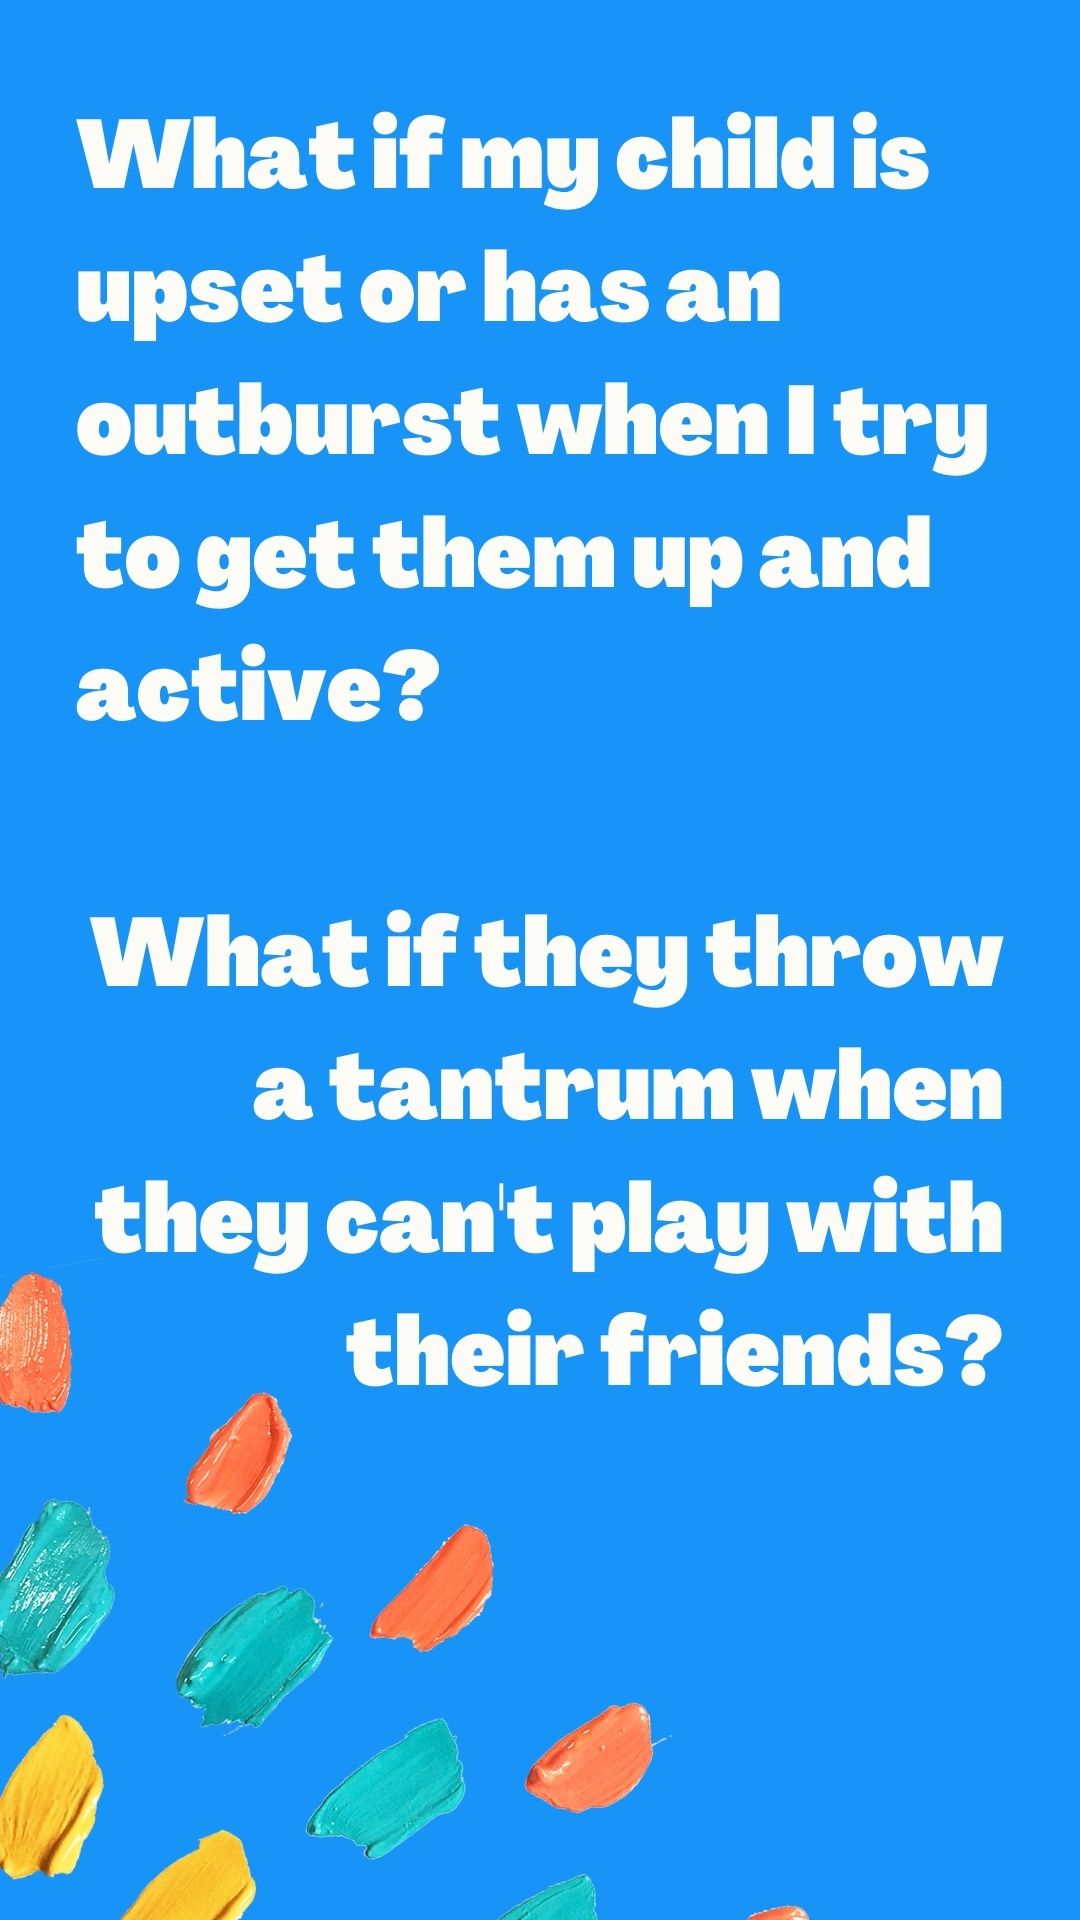 What if my child is
upset or has an
outburst when I try
to get them up and
active?
What if they throw
a tantrum when
they can't play with
their friends?